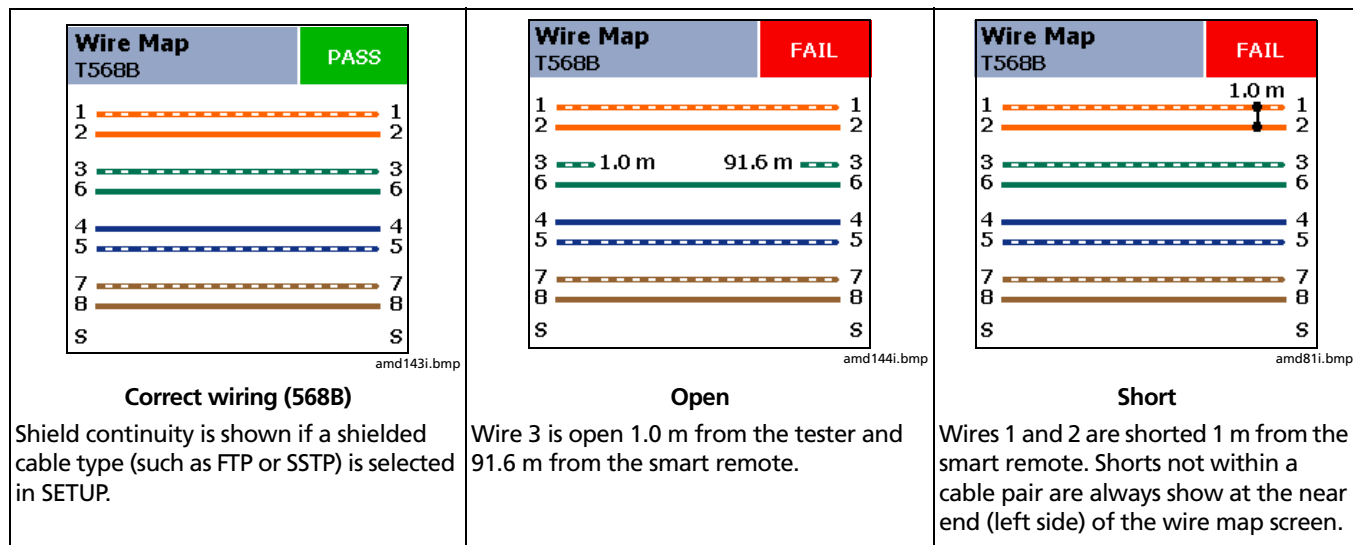 Wire Map
T568B
PASS
1 1
2 2
3 3
6 6
4 4
5 5
7 7
8 8
S S
amd143i.bmp
Correct wiring (568B)
Shield continuity is shown if a shielded
cable type (such as FTP or SSTP) is selected
in SETUP.
Wire Map
T568B
FAIL
1 1
2 2
3 1.0 m 91.6 m 3
6 6
4 4
5 5
7 7
8 8
S S
amd144i.bmp
Open
Wire 3 is open 1.0 m from the tester and
91.6 m from the smart remote.
Wire Map
T568B
FAIL
1.0 m
1 1
2 2
3 3
6 6
4 4
5 5
7 7
8 8
S S
amd81i.bmp
Short
Wires 1 and 2 are shorted 1 m from the
smart remote. Shorts not within a
cable pair are always show at the near
end (left side) of the wire map screen.